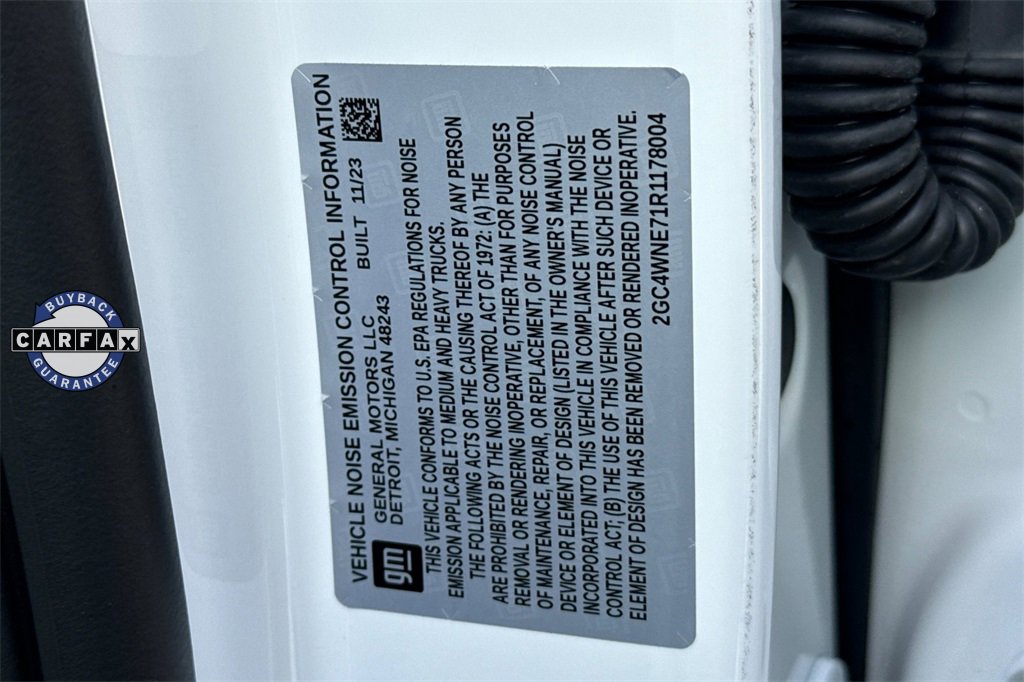 VEHICLE NOISE EMISSION CONTROL INFORMATION
gm
GENERAL MOTORS LLC BUILT 11/23
DETROIT, MICHIGAN 48243
THIS VEHICLE CONFORMS TO U.S. EPA REGULATIONS FOR NOISE
EMISSION APPLICABLE TO MEDIUM AND HEAVY TRUCKS.
THE FOLLOWING ACTS OR THE CAUSING THEREOF BY ANY PERSON
ARE PROHIBITED BY THE NOISE CONTROL ACT OF 1972: (A) THE
REMOVAL OR RENDERING INOPERATIVE, OTHER THAN FOR PURPOSES
OF MAINTENANCE, REPAIR, OR REPLACEMENT, OF ANY NOISE CONTROL
DEVICE OR ELEMENT OF DESIGN (LISTED IN THE OWNER'S MANUAL)
INCORPORATED INTO THIS VEHICLE IN COMPLIANCE WITH THE NOISE
CONTROL ACT; (B) THE USE OF THIS VEHICLE AFTER SUCH DEVICE OR
ELEMENT OF DESIGN HAS BEEN REMOVED OR RENDERED INOPERATIVE.
2GC4WNE71R1178004
BUYBACK
CARFAX
GUARANTEE